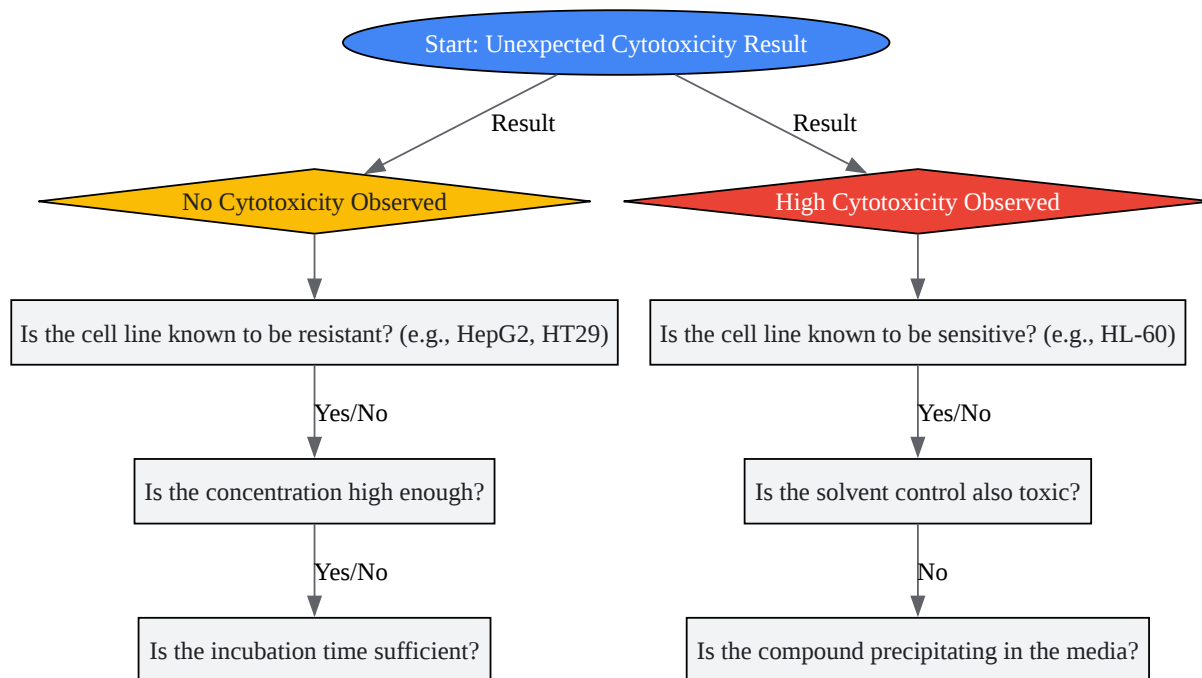 Start: Unexpected Cytotoxicity Result
Result
Result
No Cytotoxicity Observed
High Cytotoxicity Observed
Is the cell line known to be resistant? (e.g., HepG2, HT29)
Is the cell line known to be sensitive? (e.g., HL-60)
Yes/No
Yes/No
Is the concentration high enough?
Is the solvent control also toxic?
Yes/No
No
Is the incubation time sufficient?
Is the compound precipitating in the media?